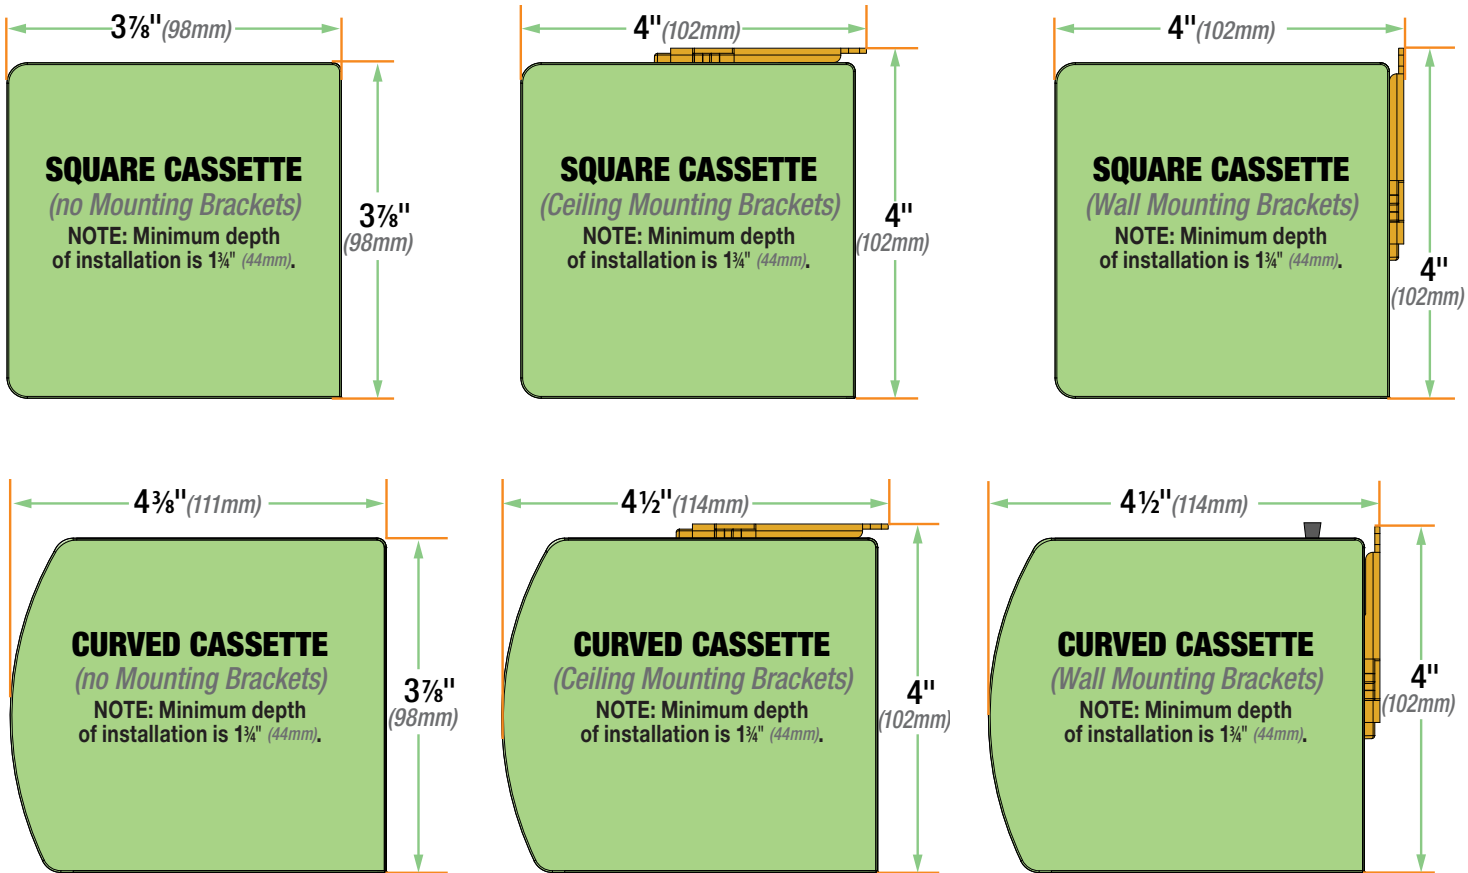 3⅞" (98mm)
SQUARE CASSETTE
(no Mounting Brackets)
NOTE: Minimum depth
of installation is 1¾" (44mm).
3⅞"
(98mm)
4" (102mm)
SQUARE CASSETTE
(Ceiling Mounting Brackets)
NOTE: Minimum depth
of installation is 1¾" (44mm).
4"
(102mm)
4" (102mm)
SQUARE CASSETTE
(Wall Mounting Brackets)
NOTE: Minimum depth
of installation is 1¾" (44mm).
4"
(102mm)
4⅜" (111mm)
CURVED CASSETTE
(no Mounting Brackets)
NOTE: Minimum depth
of installation is 1¾" (44mm).
3⅞"
(98mm)
4½" (114mm)
CURVED CASSETTE
(Ceiling Mounting Brackets)
NOTE: Minimum depth
of installation is 1¾" (44mm).
4"
(102mm)
4½" (114mm)
CURVED CASSETTE
(Wall Mounting Brackets)
NOTE: Minimum depth
of installation is 1¾" (44mm).
4"
(102mm)